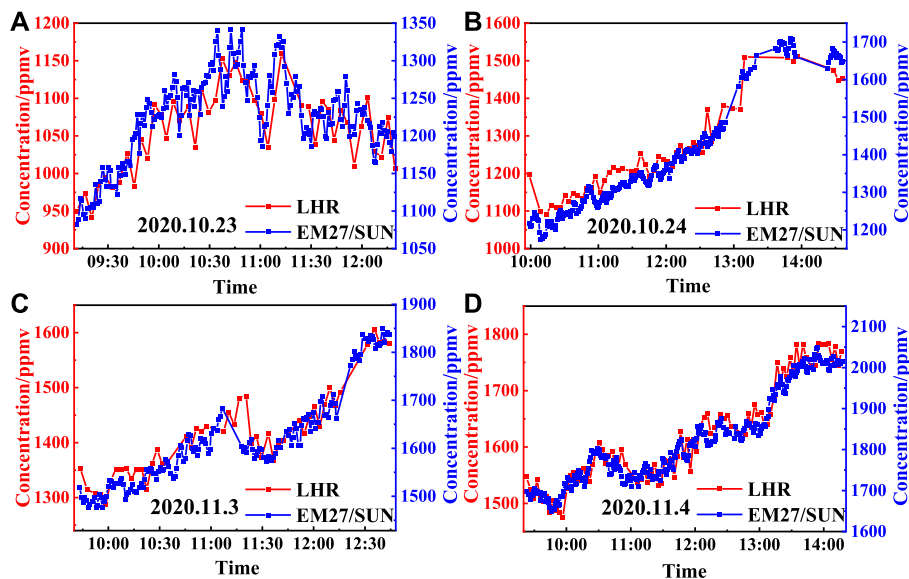 A
Concentration/ppmv
1200
1150
1100
1050
1000
950
900
1350
1300
1250
1200
1150
1100
1050
Concentration/ppmv
LHR
2020.10.23
EM27/SUN
09:30 10:00 10:30 11:00 11:30 12:00
Time
B
Concentration/ppmv
1600
1500
1400
1300
1200
1100
1000
1700
1600
1500
1400
1300
1200
Concentration/ppmv
LHR
2020.10.24
EM27/SUN
10:00 11:00 12:00 13:00 14:00
Time
C
Concentration/ppmv
1600
1500
1400
1300
1900
1800
1700
1600
1500
1400
Concentration/ppmv
LHR
2020.11.3
EM27/SUN
10:00 10:30 11:00 11:30 12:00 12:30
Time
D
Concentration/ppmv
1800
1700
1600
1500
2100
2000
1900
1800
1700
1600
Concentration/ppmv
LHR
2020.11.4
EM27/SUN
10:00 11:00 12:00 13:00 14:00
Time